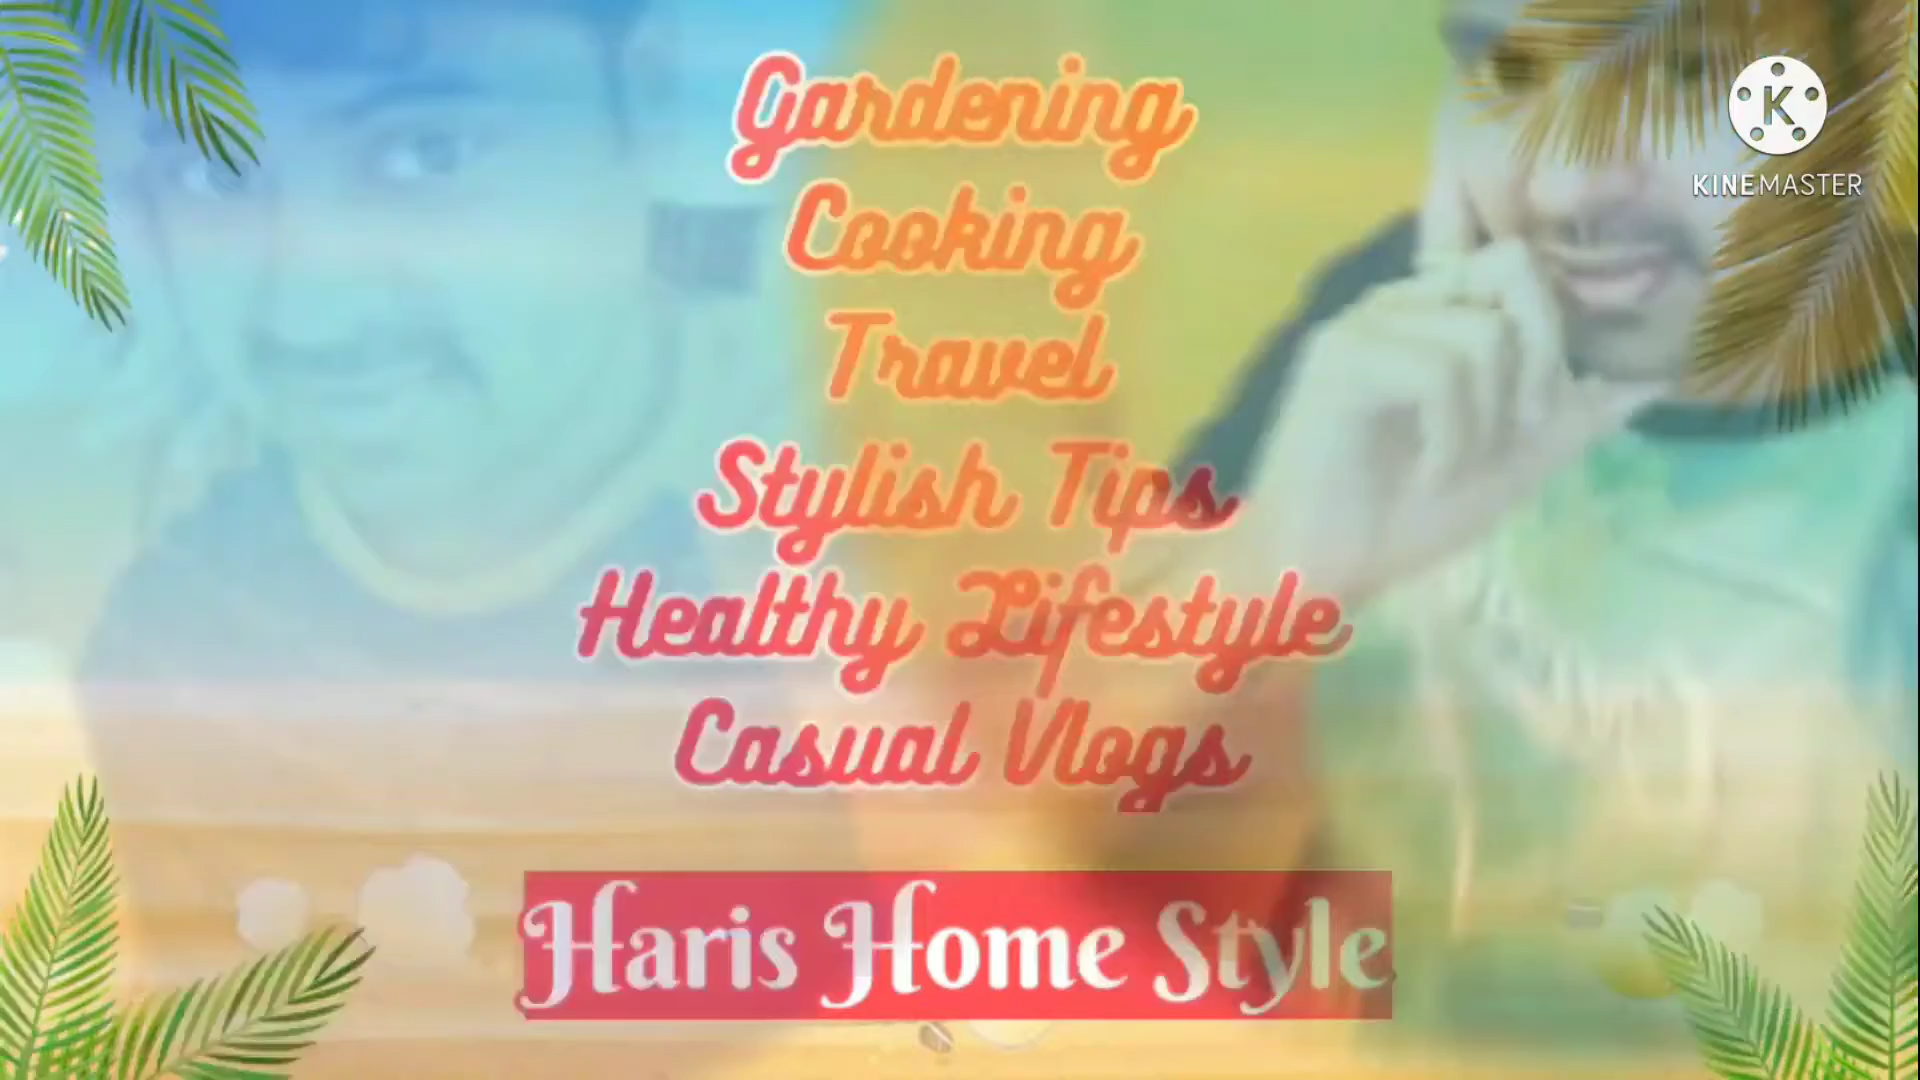 Gardening
K
KINEMASTER
Cooking
Travel
Stylish Tips
Healthy Lifestyle
Casual Vlogs
Haris Home Style